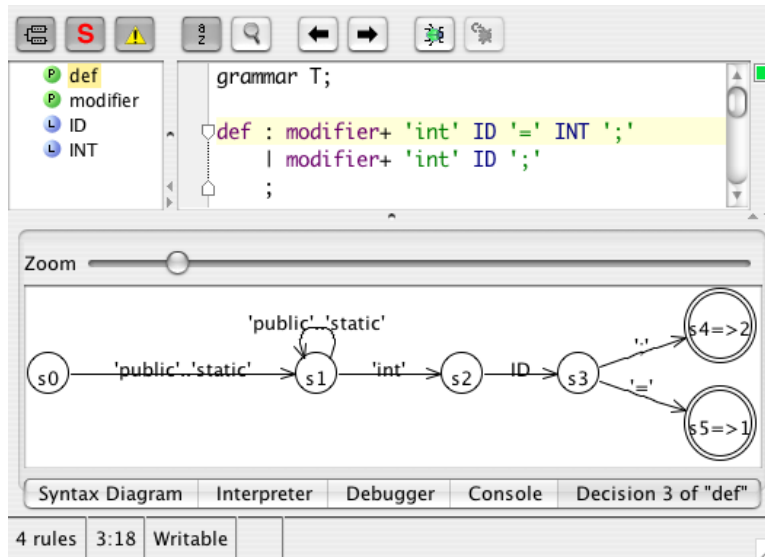 S
a
z
P def
P modifier
L ID
L INT
grammar T;
def : modifier+ 'int' ID '=' INT ';'
| modifier+ 'int' ID ';'
;
Zoom
'public'..'static'
s0
'public'..'static'
s1
'int'
s2
ID
s3
';'
s4=>2
'='
s5=>1
Syntax Diagram Interpreter Debugger Console Decision 3 of "def"
4 rules 3:18 Writable